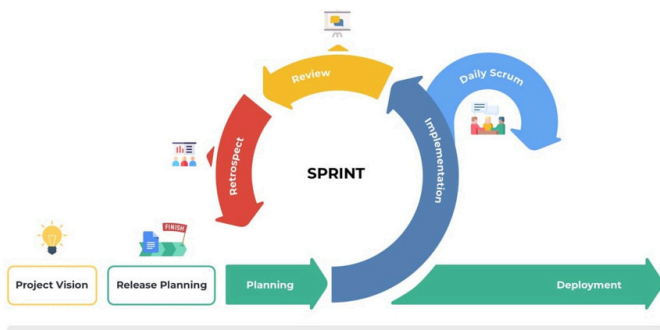 Review
Daily Scrum
Retrospect
SPRINT
Implementation
FINISH
Project Vision
Release Planning
Planning
Deployment